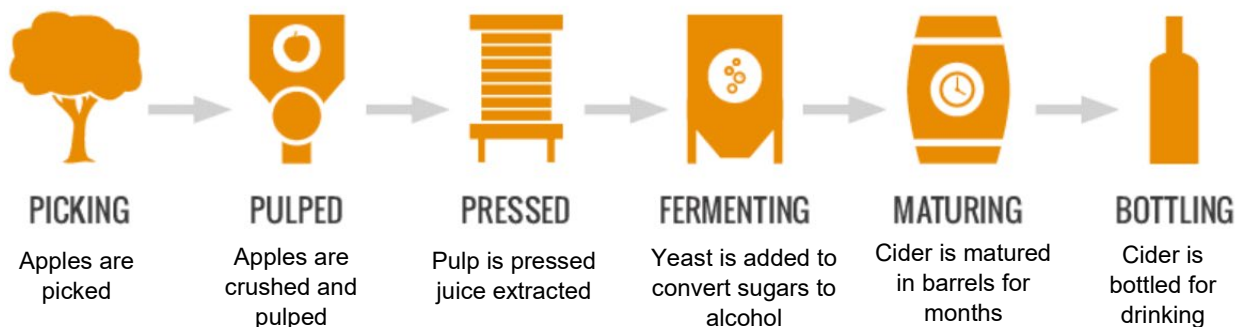 PICKING
Apples are
picked
PULPED
Apples are
crushed and
pulped
PRESSED
Pulp is pressed
juice extracted
FERMENTING
Yeast is added to
convert sugars to
alcohol
MATURING
Cider is matured
in barrels for
months
BOTTLING
Cider is
bottled for
drinking